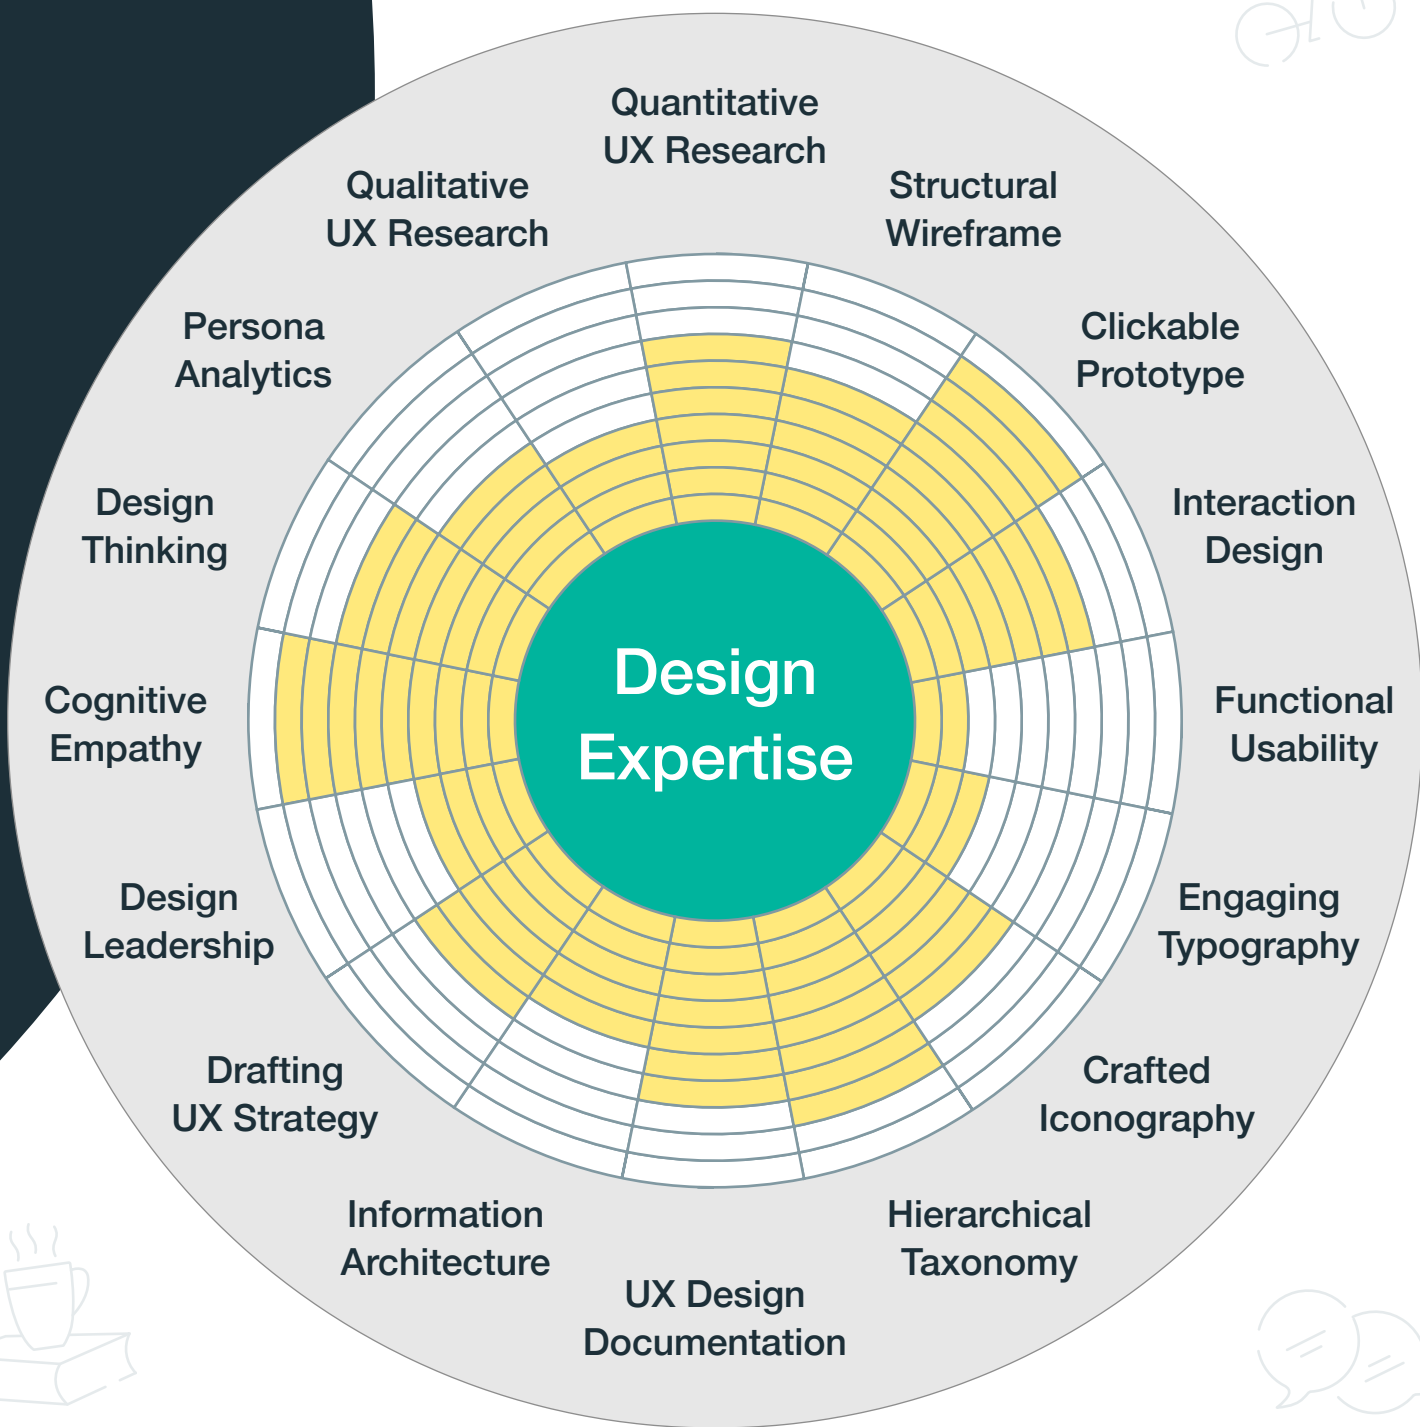 Quantitative
UX Research
Structural
Wireframe
Clickable
Prototype
Interaction
Design
Functional
Usability
Engaging
Typography
Crafted
Iconography
Hierarchical
Taxonomy
UX Design
Documentation
Information
Architecture
Drafting
UX Strategy
Design
Leadership
Cognitive
Empathy
Design
Thinking
Persona
Analytics
Qualitative
UX Research
Design
Expertise